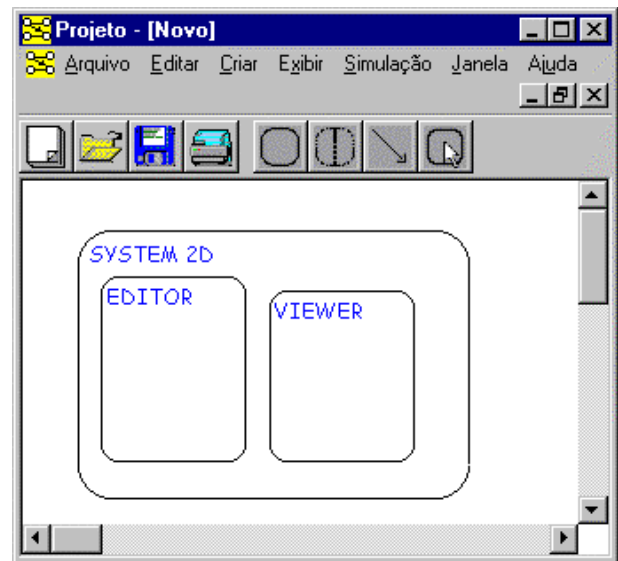 Projeto - [Novo]
Arquivo Editar Criar Exibir Simulação Janela Ajuda
SYSTEM 2D
EDITOR
VIEWER